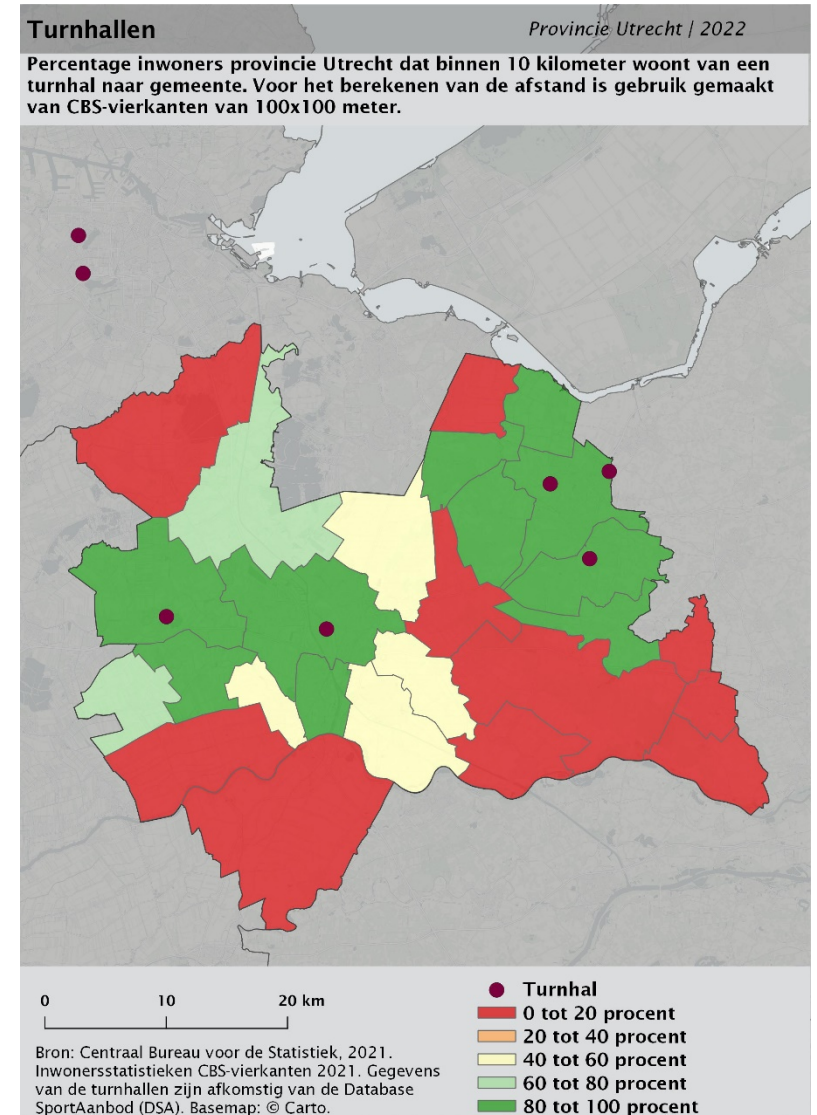 Turnhallen
Provincie Utrecht | 2022
Percentage inwoners provincie Utrecht dat binnen 10 kilometer woont van een
turnhal naar gemeente. Voor het berekenen van de afstand is gebruik gemaakt
van CBS-vierkanten van 100x100 meter.
0 10 20 km
Bron: Centraal Bureau voor de Statistiek, 2021.
Inwonersstatistieken CBS-vierkanten 2021. Gegevens
van de turnhallen zijn afkomstig van de Database
SportAanbod (DSA). Basemap: © Carto.
Turnhal
0 tot 20 procent
20 tot 40 procent
40 tot 60 procent
60 tot 80 procent
80 tot 100 procent